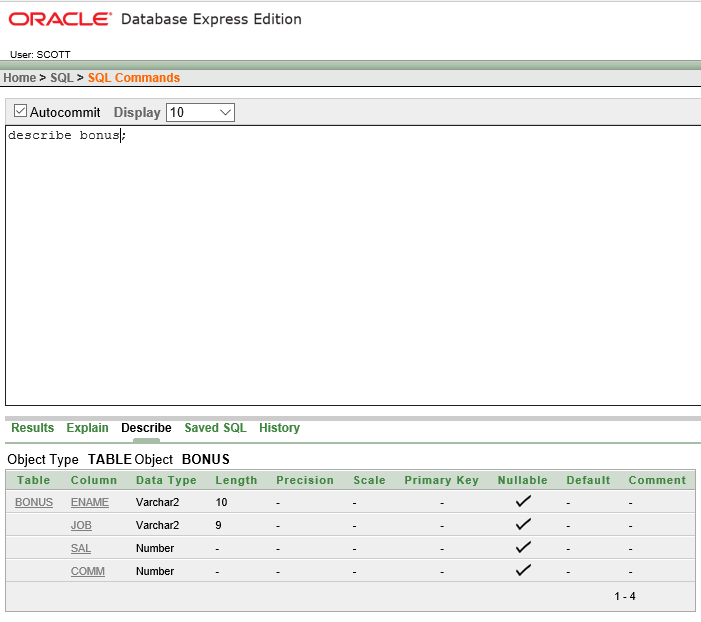 ORACLE® Database Express Edition
User: SCOTT
Home > SQL > SQL Commands
Autocommit Display 10
describe bonus;
Results Explain Describe Saved SQL History
Object Type TABLE Object BONUS
Table Column Data Type Length Precision Scale Primary Key Nullable Default Comment
BONUS ENAME Varchar2 10 - - - ✓ - -
JOB Varchar2 9 - - - ✓ - -
SAL Number - - - - ✓ - -
COMM Number - - - - ✓ - -
1 - 4